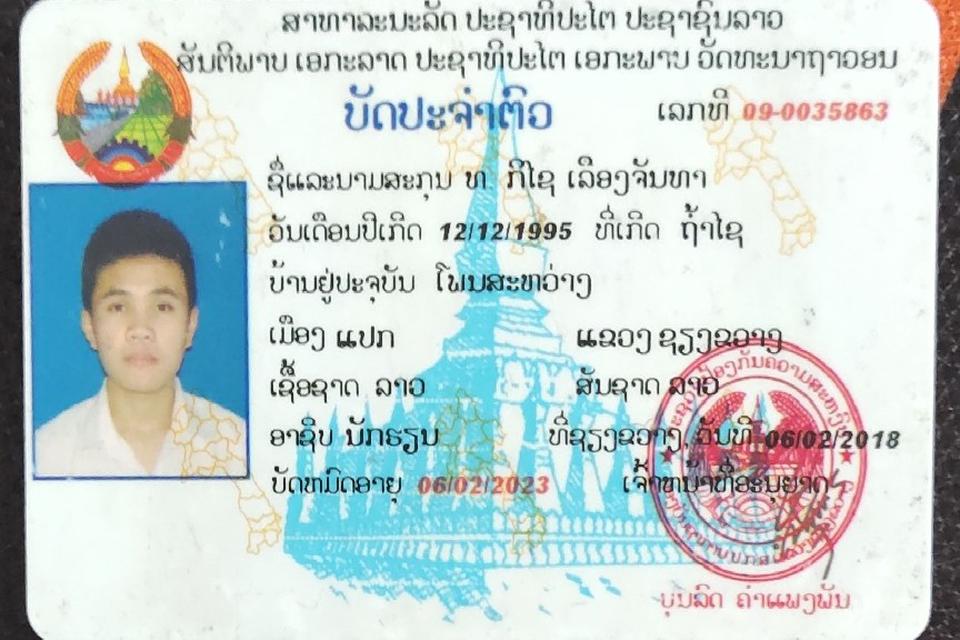 ສາທາລະນະລັດ ປະຊາທິປະໄຕ ປະຊາຊົນລາວ
ສັນຕິພາບ ເອກະລາດ ປະຊາທິປະໄຕ ເອກະພາບ ວັດທະນາຖາວອນ
ບັດປະຈຳຕົວ ເລກທີ 09-0035863
ຊື່ແລະນາມສະກຸນ ທ ກີໄຊ ເລືອງຈັນທາ
ວັນເດືອນປີເກີດ 12/12/1995 ທີ່ເກີດ ຖ້ຳໄຊ
ບ້ານຢູ່ປະຈຸບັນ ໂພນສະຫວ່າງ
ເມືອງ ແປກ ແຂວງ ຊຽງຂວາງ
ເຊື້ອຊາດ ລາວ ສັນຊາດ ລາວ
ອາຊີບ ນັກຮຽນ ທີ່ຊຽງຂວາງ, ວັນທີ 06/02/2018
ບັດຫມົດອາຍຸ 06/02/2023 ເຈົ້າຫນ້າທີ່ອະນຸຍາດ
ບຸນລົດ ຄຳແພງພັນ